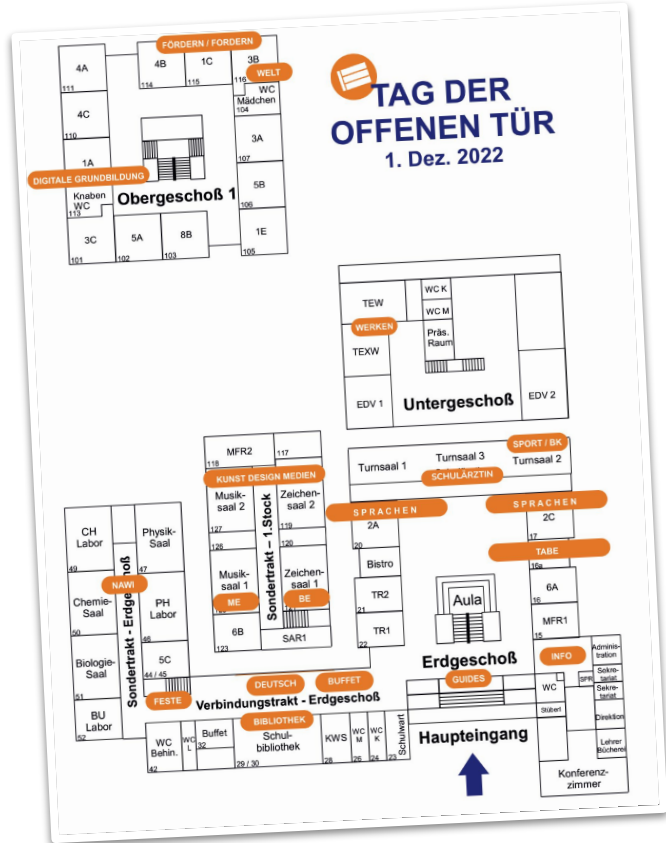 TAG DER
OFFENEN TÜR
1. Dez. 2022
FÖRDERN / FORDERN
4A
111
4B
114
1C
115
3B
116
WELT
WC
Mädchen
104
4C
110
3A
107
1A
DIGITALE GRUNDBILDUNG
Knaben
WC
113
Obergeschoß 1
5B
106
3C
101
5A
102
8B
103
1E
105
TEW
WC K
WC M
WERKEN
Präs.
Raum
TEXW
EDV 1
Untergeschoß
EDV 2
MFR2
118
117
KUNST DESIGN MEDIEN
Musik-
saal 2
127
Zeichen-
saal 2
119
126
120
Sondertrakt – 1.Stock
Musik-
saal 1
ME
Zeichen-
saal 1
BE
6B
123
SAR1
SPORT / BK
Turnsaal 1
Turnsaal 3
Turnsaal 2
SCHULÄRZTIN
SPRACHEN
2A
20
SPRACHEN
2C
17
Bistro
TABE
16a
TR2
21
Aula
6A
16
TR1
22
MFR1
15
Erdgeschoß
INFO
Adminis-
tration
SPR
Sekre-
tariat
Sekre-
tariat
WC
Stüberl
Direktion
Lehrer
Bücherei
Konferenz-
zimmer
GUIDES
Haupteingang
CH
Labor
49
Physik-
Saal
47
NAWI
Chemie-
Saal
50
PH
Labor
46
Sondertrakt - Erdgeschoß
Biologie-
Saal
51
5C
44 / 45
BU
Labor
52
FESTE
DEUTSCH
BUFFET
Verbindungstrakt - Erdgeschoß
BIBLIOTHEK
WC
Behin.
42
WC
L
Buffet
32
Schul-
bibliothek
29 / 30
KWS
28
WC
M
26
WC
K
24
Schulwart
23